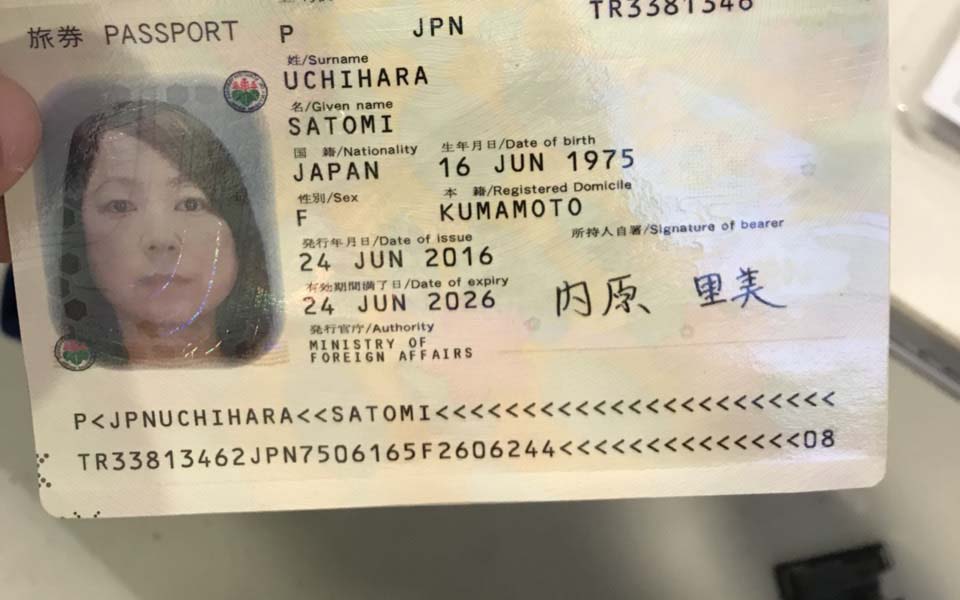 旅券 PASSPORT P JPN TR3381346
姓/Surname
UCHIHARA
名/Given name
SATOMI
国 籍/Nationality 生年月日/Date of birth
JAPAN 16 JUN 1975
性別/Sex 本 籍/Registered Domicile
F KUMAMOTO
発行年月日/Date of issue 所持人自署/Signature of bearer
24 JUN 2016
有効期間満了日/Date of expiry
24 JUN 2026 内原 里美
発行官庁/Authority
MINISTRY OF
FOREIGN AFFAIRS
P<JPNUCHIHARA<<SATOMI<<<<<<<<<<<<<<<<<<<<<<<
TR33813462JPN7506165F2606244<<<<<<<<<<<<<<08